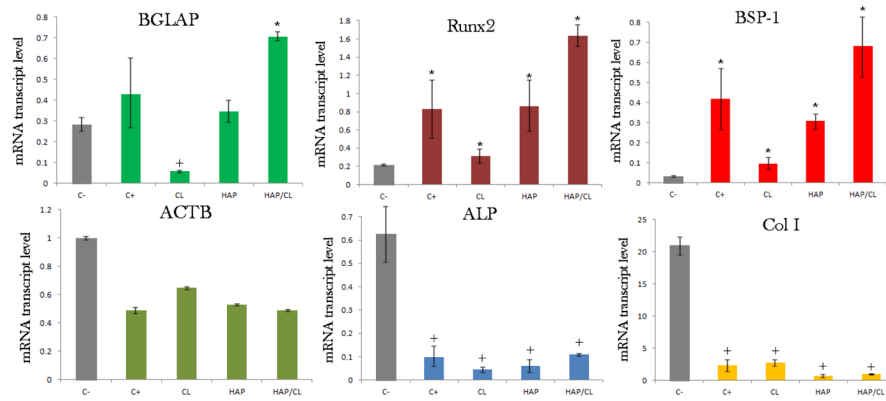 BGLAP
mRNA transcript level
0.8
0.7
0.6
0.5
0.4
0.3
0.2
0.1
0
*
+
C-
C+
CL
HAP
HAP/CL
Runx2
mRNA transcript level
1.8
1.6
1.4
1.2
1
0.8
0.6
0.4
0.2
0
*
*
*
*
C-
C+
CL
HAP
HAP/CL
BSP-1
mRNA transcript level
0.9
0.8
0.7
0.6
0.5
0.4
0.3
0.2
0.1
0
*
*
*
*
C-
C+
CL
HAP
HAP/CL
ACTB
mRNA transcript level
1.2
1
0.8
0.6
0.4
0.2
0
C-
C+
CL
HAP
HAP/CL
ALP
mRNA transcript level
0.7
0.6
0.5
0.4
0.3
0.2
0.1
0
+
+
+
+
C-
C+
CL
HAP
HAP/CL
Col I
mRNA transcript level
25
20
15
10
5
0
+
+
+
+
C-
C+
CL
HAP
HAP/CL